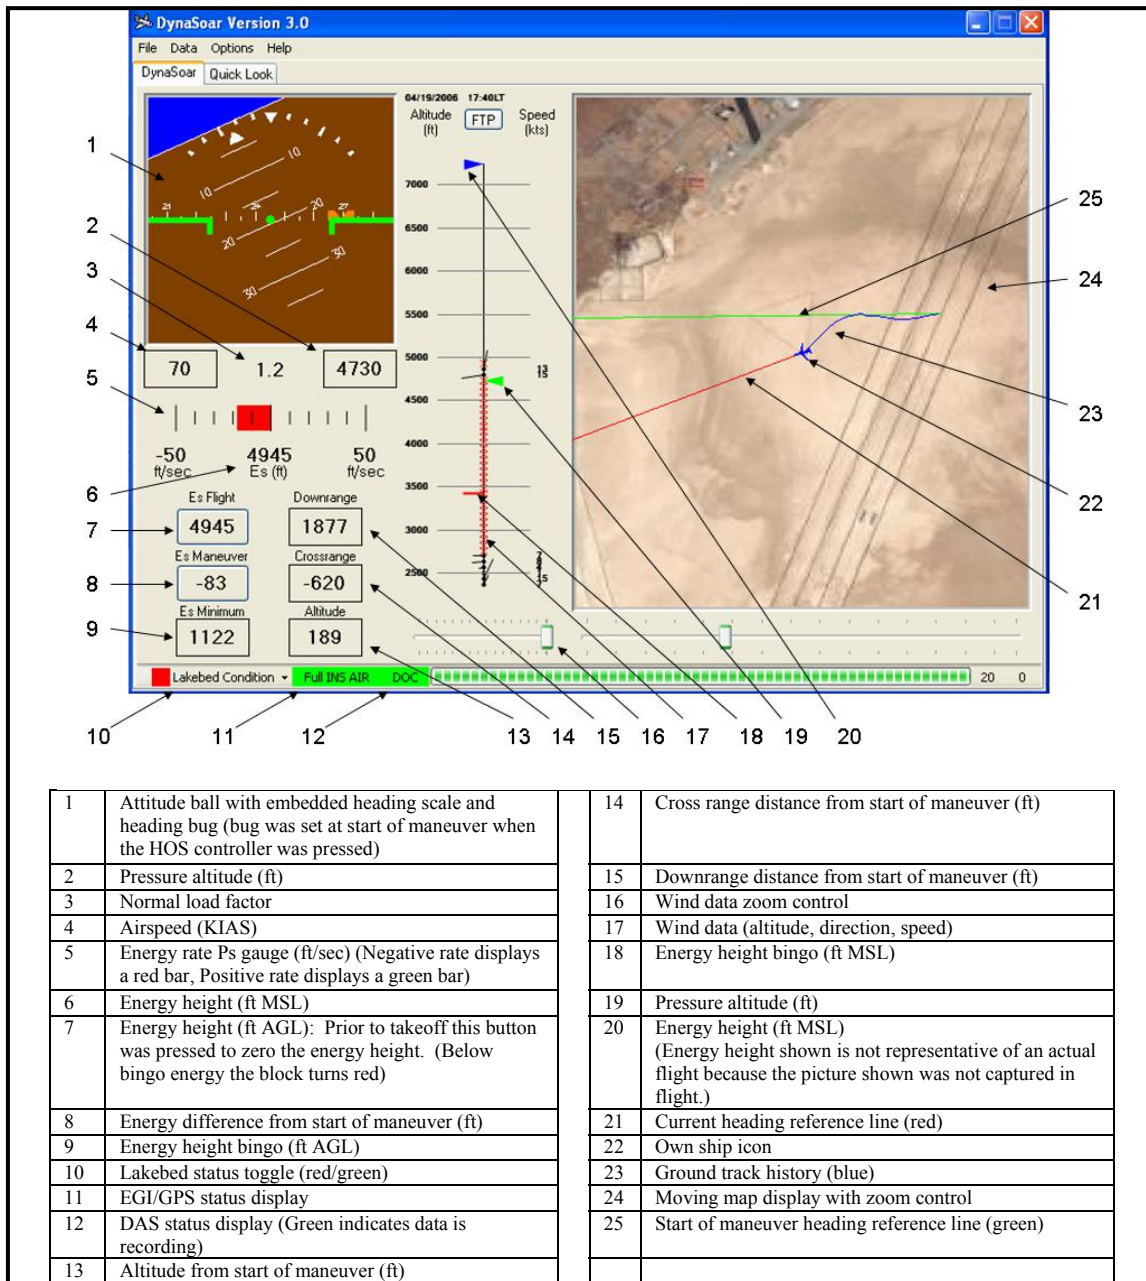 DynaSoar Version 3.0
File Data Options Help
DynaSoar Quick Look
04/19/2006 17:40LT
Altitude (ft)
FTP
Speed (kts)
10
10
21
24
20
27
20
30
30
7000
6500
6000
5500
5000
4500
4000
3500
3000
2500
13
15
15
70
1.2
4730
-50 ft/sec
4945 Es (ft)
50 ft/sec
Es Flight
4945
Downrange
1877
Es Maneuver
-83
Crossrange
-620
Es Minimum
1122
Altitude
189
Lakebed Condition
Full INS AIR
DOC
20 0
1
2
3
4
5
6
7
8
9
10 11 12 13 14 15 16 17 18 19 20
25
24
23
22
21
1 Attitude ball with embedded heading scale and
heading bug (bug was set at start of maneuver when
the HOS controller was pressed)
2 Pressure altitude (ft)
3 Normal load factor
4 Airspeed (KIAS)
5 Energy rate Ps gauge (ft/sec) (Negative rate displays
a red bar, Positive rate displays a green bar)
6 Energy height (ft MSL)
7 Energy height (ft AGL): Prior to takeoff this button
was pressed to zero the energy height. (Below
bingo energy the block turns red)
8 Energy difference from start of maneuver (ft)
9 Energy height bingo (ft AGL)
10 Lakebed status toggle (red/green)
11 EGI/GPS status display
12 DAS status display (Green indicates data is
recording)
13 Altitude from start of maneuver (ft)
14 Cross range distance from start of maneuver (ft)
15 Downrange distance from start of maneuver (ft)
16 Wind data zoom control
17 Wind data (altitude, direction, speed)
18 Energy height bingo (ft MSL)
19 Pressure altitude (ft)
20 Energy height (ft MSL)
(Energy height shown is not representative of an actual
flight because the picture shown was not captured in
flight.)
21 Current heading reference line (red)
22 Own ship icon
23 Ground track history (blue)
24 Moving map display with zoom control
25 Start of maneuver heading reference line (green)